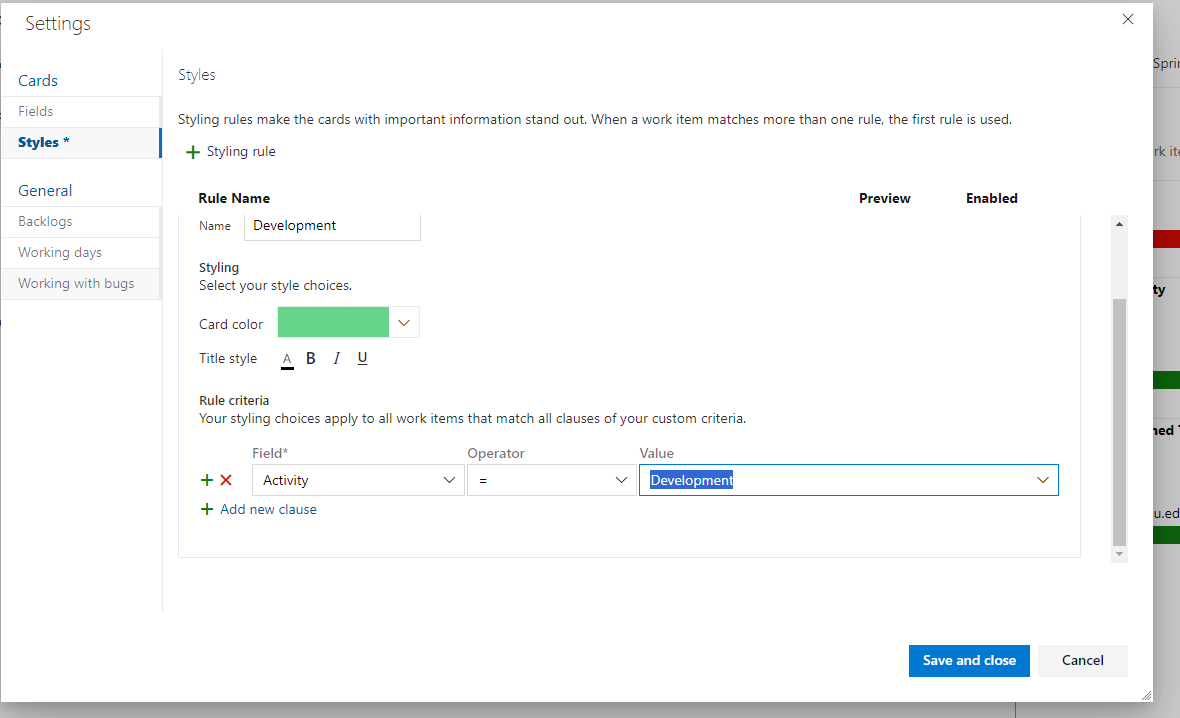 Settings
Cards
Fields
Styles *
General
Backlogs
Working days
Working with bugs
Styles
Styling rules make the cards with important information stand out. When a work item matches more than one rule, the first rule is used.
+ Styling rule
Rule Name Preview Enabled
Name Development
Styling
Select your style choices.
Card color
Title style A B I U
Rule criteria
Your styling choices apply to all work items that match all clauses of your custom criteria.
Field* Operator Value
Activity = Development
+ Add new clause
Save and close Cancel
u.ed